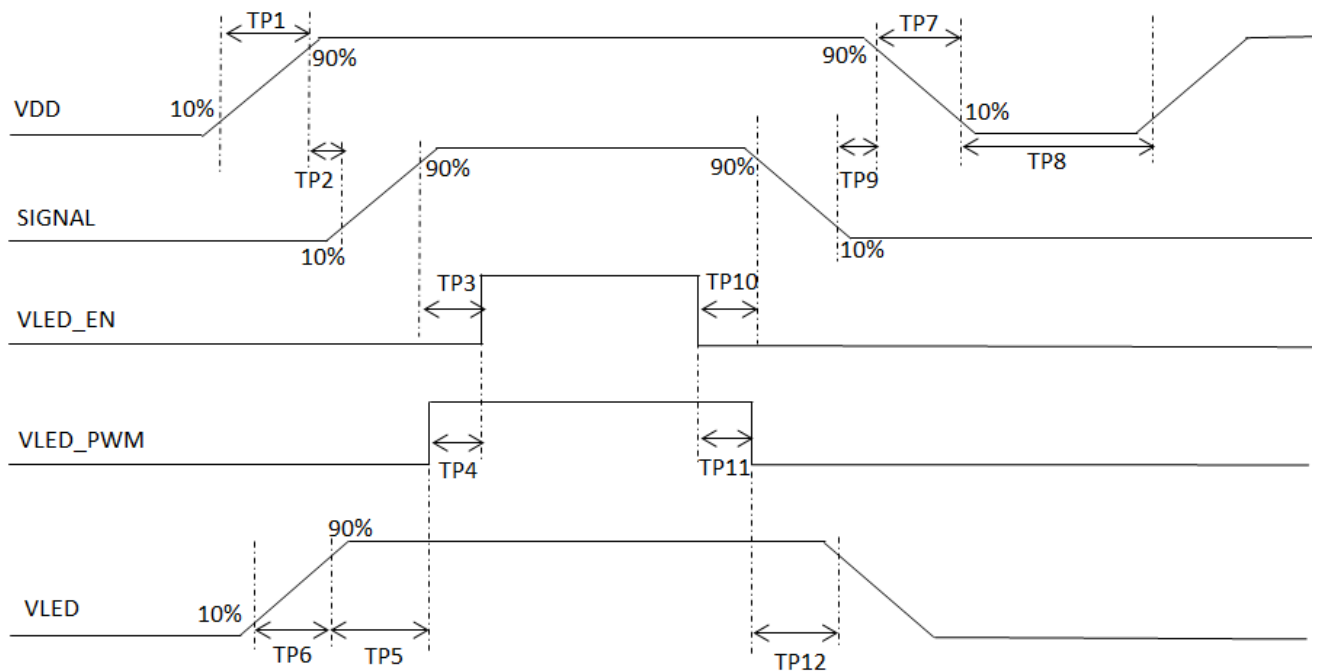 TP1
TP7
90%
90%
10%
10%
VDD
TP2
90%
90%
TP9
TP8
SIGNAL
10%
10%
TP3
TP10
VLED_EN
VLED_PWM
TP4
TP11
90%
10%
VLED
TP6
TP5
TP12